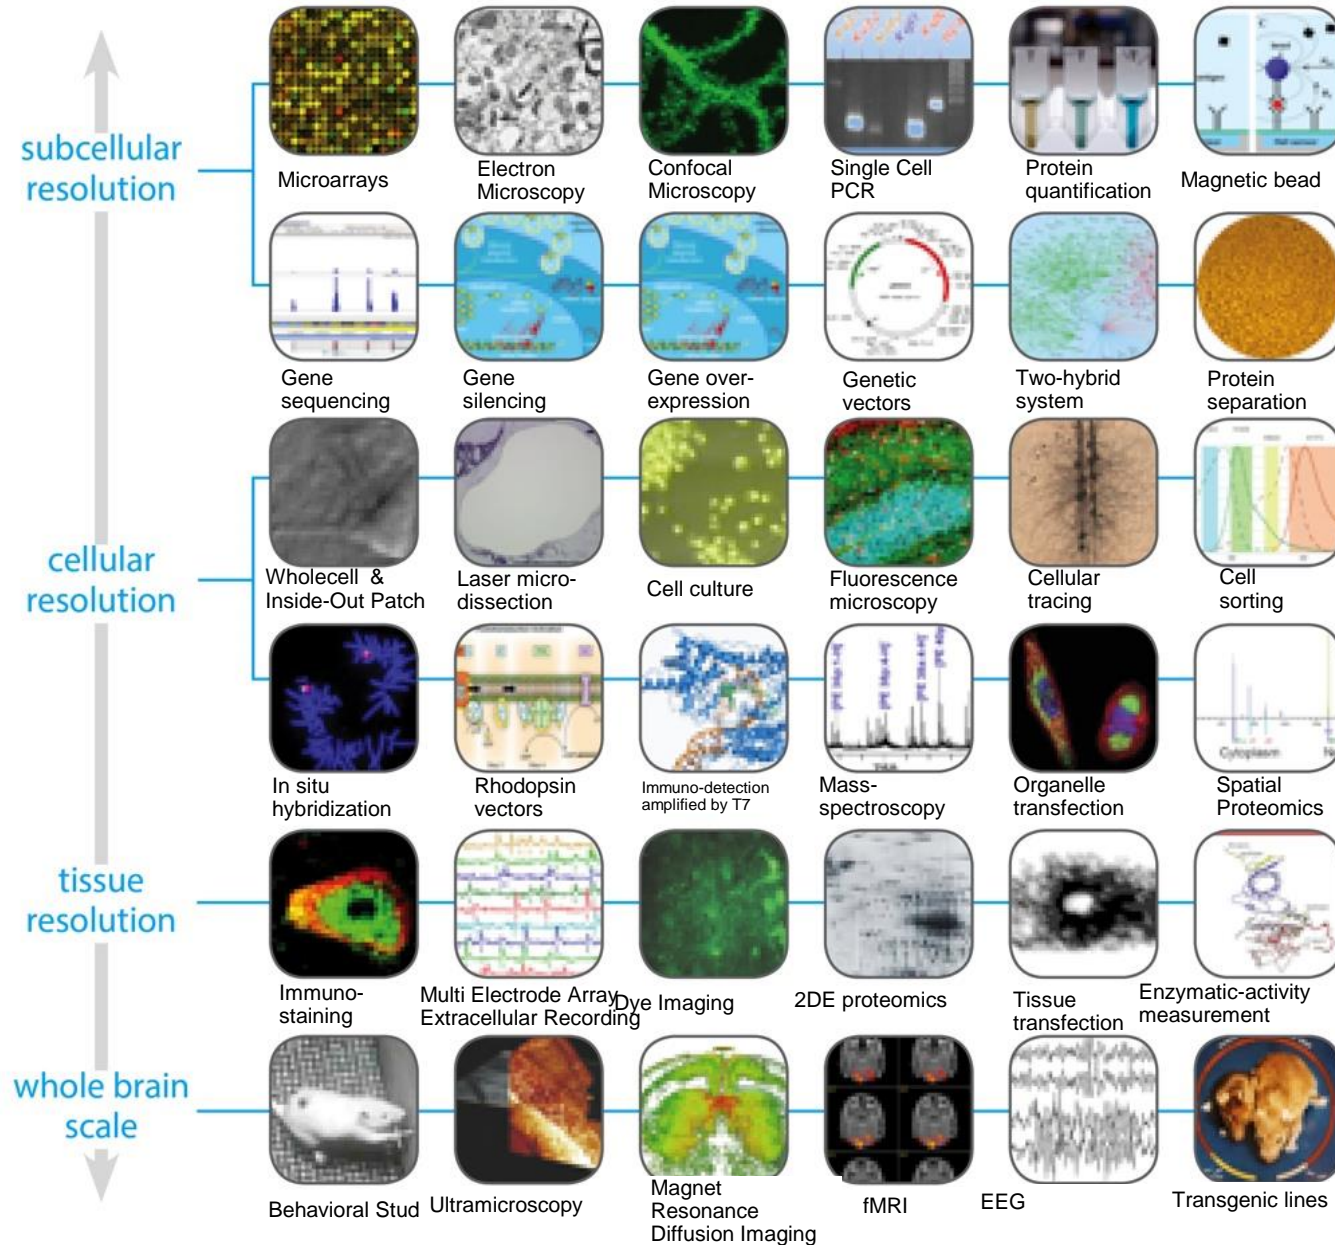 subcellular
resolution
Microarrays
Electron
Microscopy
Confocal
Microscopy
Single Cell
PCR
Protein
quantification
Magnetic bead
Gene
sequencing
Gene
silencing
Gene over-
expression
Genetic
vectors
Two-hybrid
system
Protein
separation
cellular
resolution
Wholecell &
Inside-Out Patch
Laser micro-
dissection
Cell culture
Fluorescence
microscopy
Cellular
tracing
Cell
sorting
Cytoplasm
In situ
hybridization
Rhodopsin
vectors
Immuno-detection
amplified by T7
Mass-
spectroscopy
Organelle
transfection
Spatial
Proteomics
tissue
resolution
Immuno-
staining
Multi Electrode Array
Extracellular Recording
Dye Imaging
2DE proteomics
Tissue
transfection
Enzymatic-activity
measurement
whole brain
scale
Behavioral Stud
Ultramicroscopy
Magnet
Resonance
Diffusion Imaging
fMRI
EEG
Transgenic lines